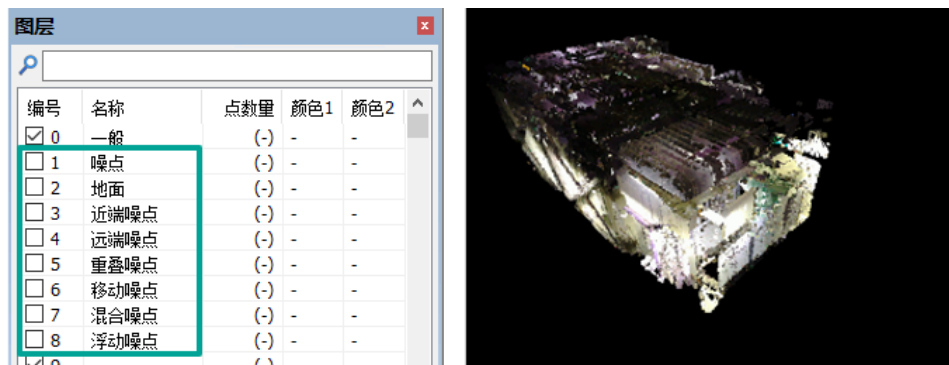 图层
编号 名称 点数量 颜色1 颜色2
0 一般 (-) - -
1 噪点 (-) - -
2 地面 (-) - -
3 近端噪点 (-) - -
4 远端噪点 (-) - -
5 重叠噪点 (-) - -
6 移动噪点 (-) - -
7 混合噪点 (-) - -
8 浮动噪点 (-) - -